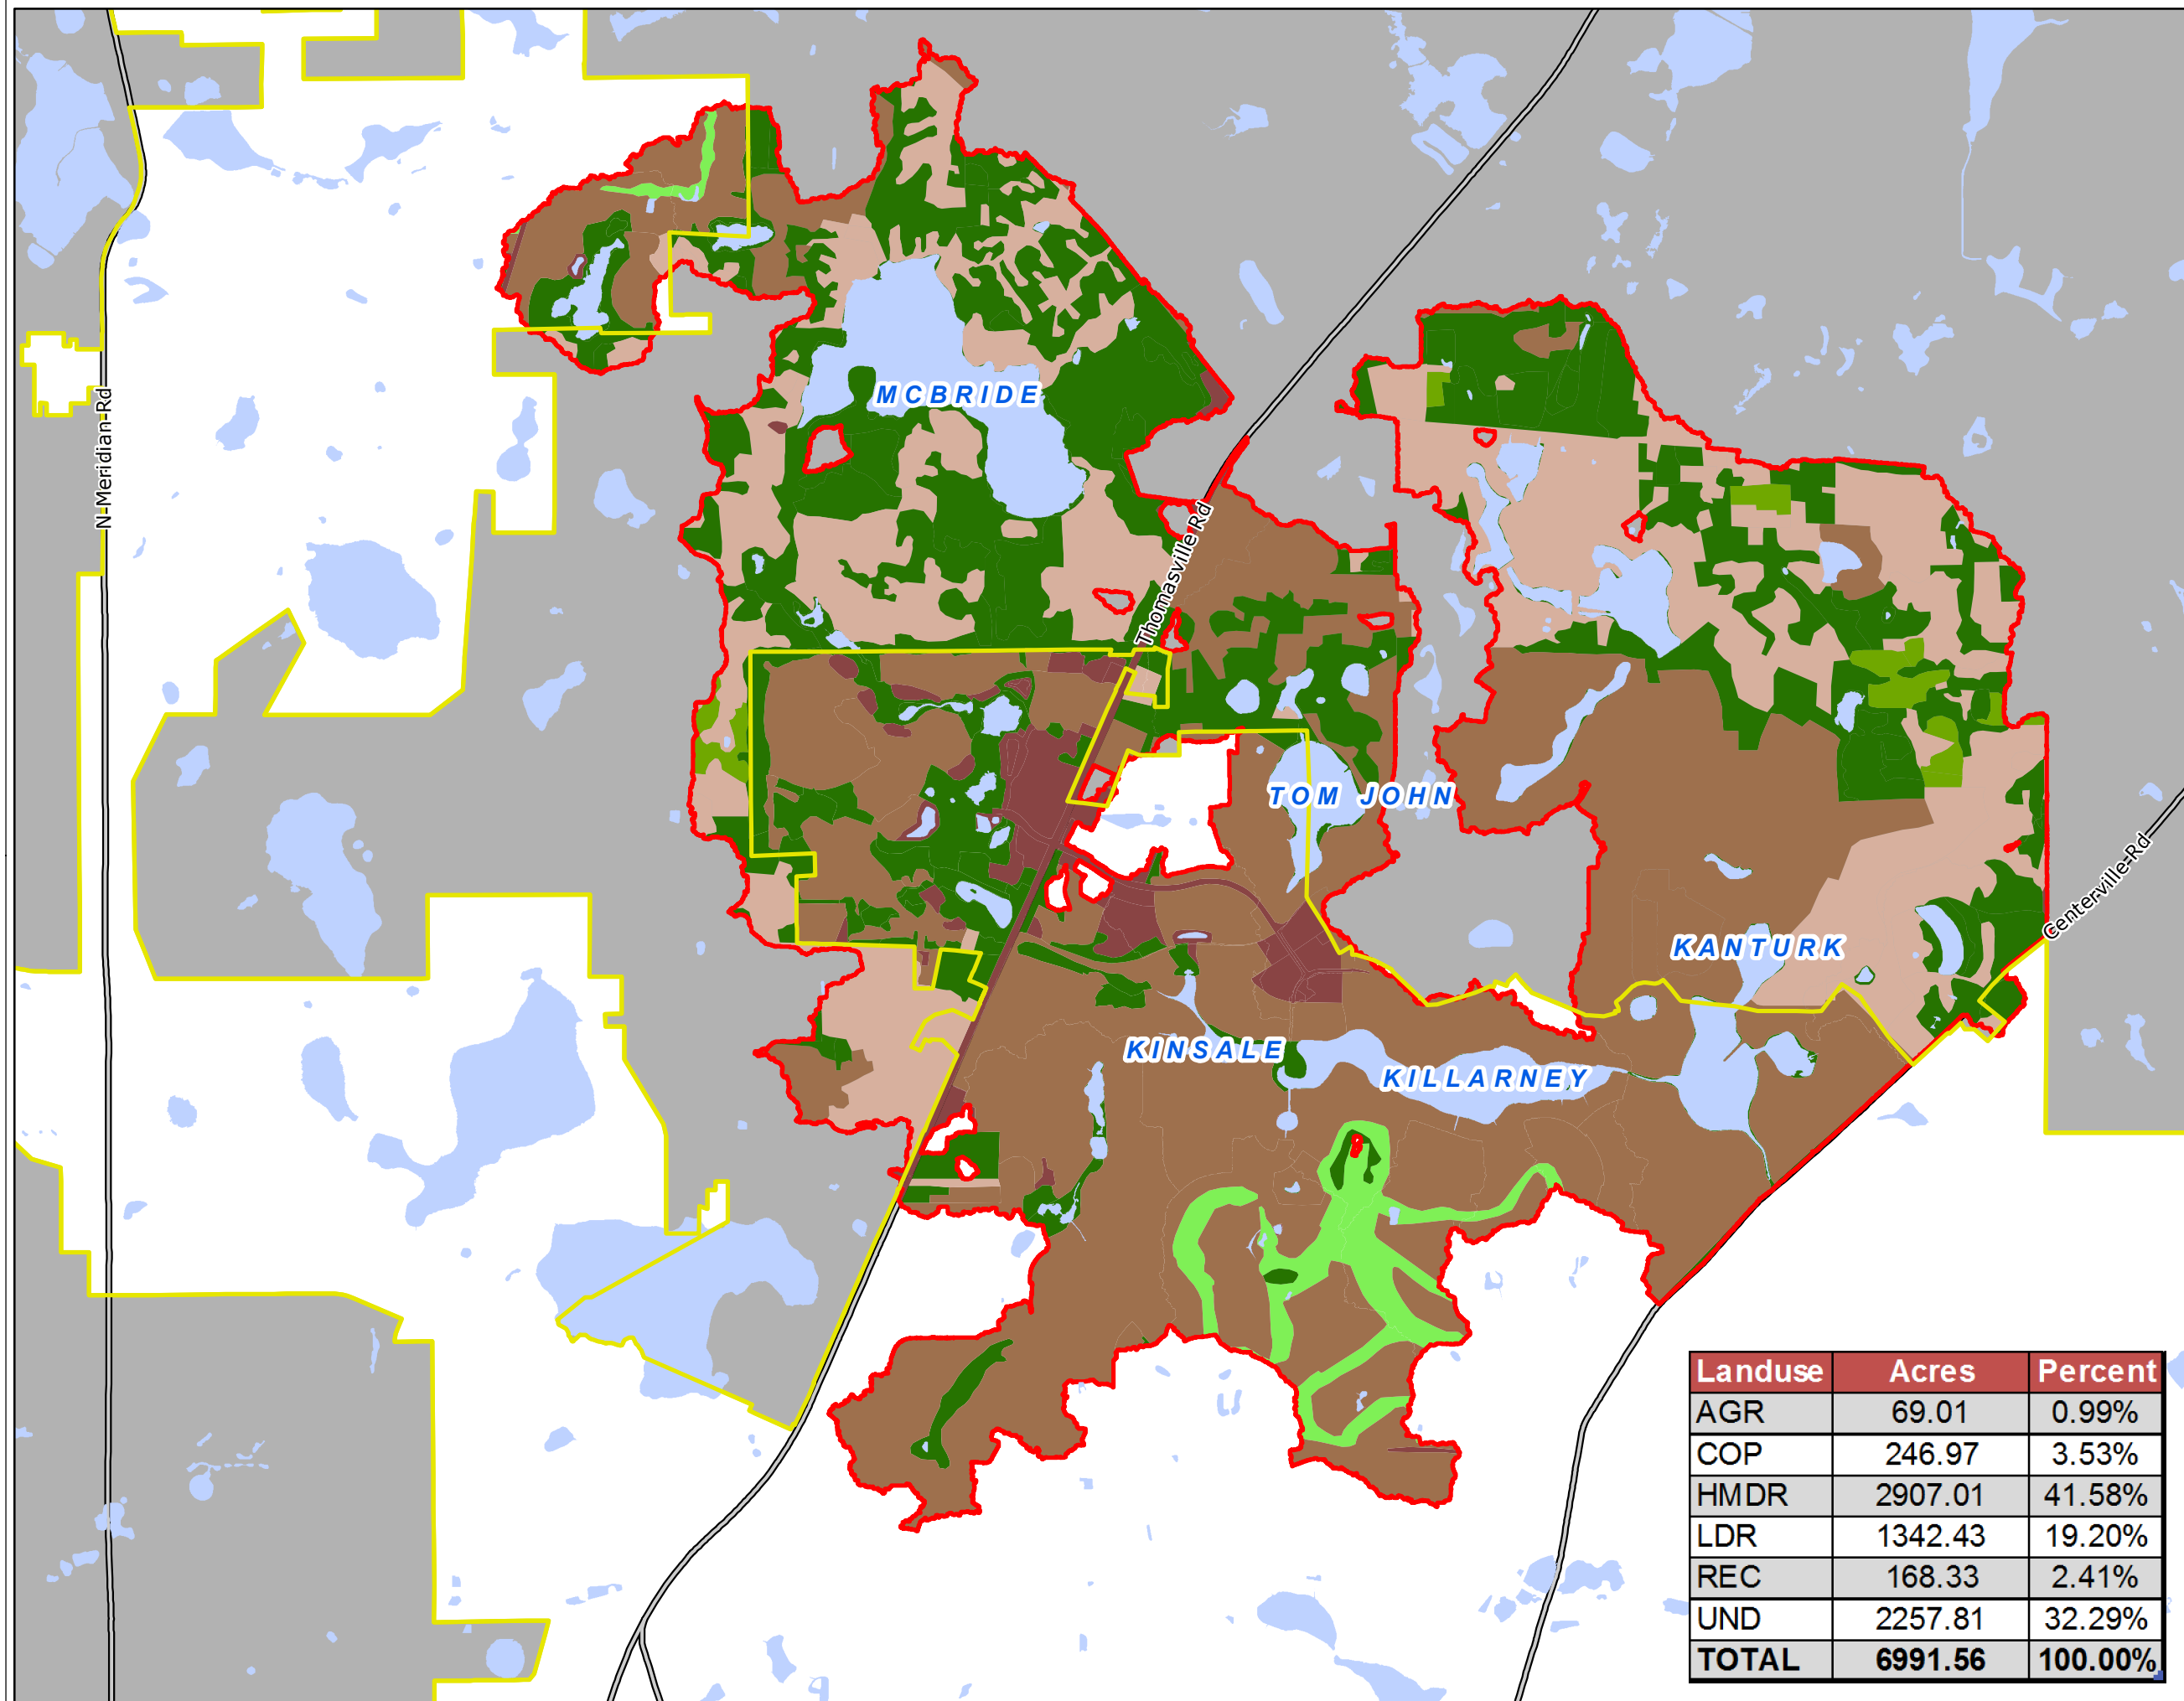 MCBRIDE
N-Meridian-Rd
Thomasville Rd
TOM JOHN
Centerville-Rd
KANTURK
KINSALE
KILLARNEY
Landuse Acres Percent
AGR 69.01 0.99%
COP 246.97 3.53%
HMDR 2907.01 41.58%
LDR 1342.43 19.20%
REC 168.33 2.41%
UND 2257.81 32.29%
TOTAL 6991.56 100.00%